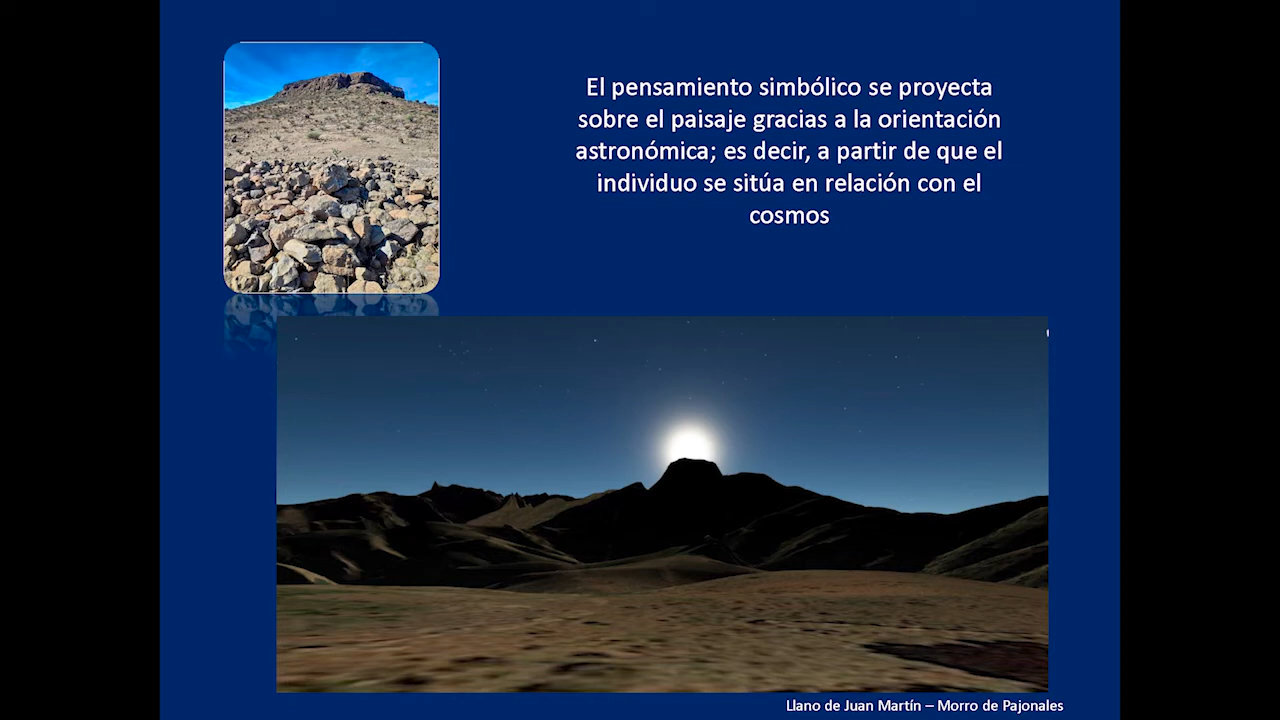 El pensamiento simbólico se proyecta
sobre el paisaje gracias a la orientación
astronómica; es decir, a partir de que el
individuo se sitúa en relación con el
cosmos
Llano de Juan Martín – Morro de Pajonales